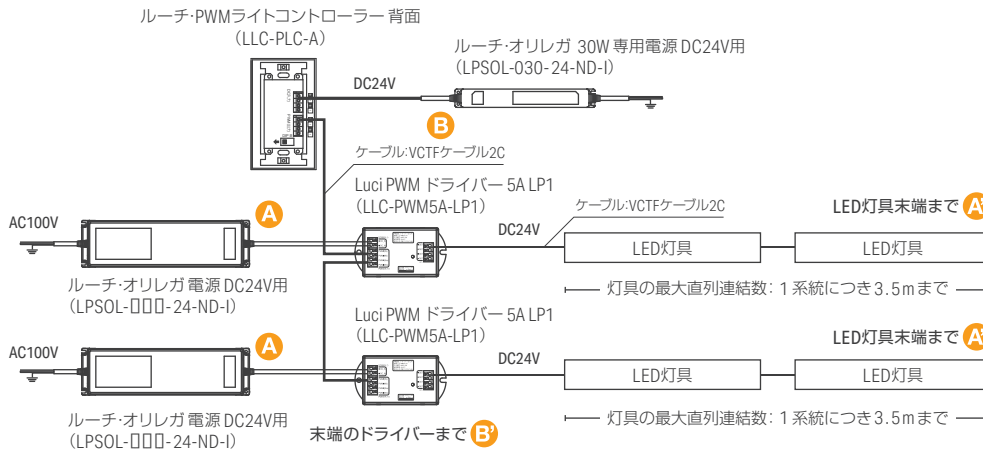 ルーチ・PWMライトコントローラー 背面
(LLC-PLC-A)
ルーチ・オリレガ 30W 専用電源 DC24V用
(LPSOL-030-24-ND-I)
DC24V
B
ケーブル:VCTFケーブル2C
Luci PWM ドライバー 5A LP1
(LLC-PWM5A-LP1)
AC100V
A
DC24V
ケーブル:VCTFケーブル2C
LED灯具末端まで A'
LED灯具
LED灯具
ルーチ・オリレガ 電源 DC24V用
(LPSOL-□□□-24-ND-I)
灯具の最大直列連結数: 1系統につき3.5mまで
Luci PWM ドライバー 5A LP1
(LLC-PWM5A-LP1)
AC100V
A
DC24V
LED灯具末端まで A'
LED灯具
LED灯具
ルーチ・オリレガ 電源 DC24V用
(LPSOL-□□□-24-ND-I)
末端のドライバーまで B'
灯具の最大直列連結数: 1系統につき3.5mまで